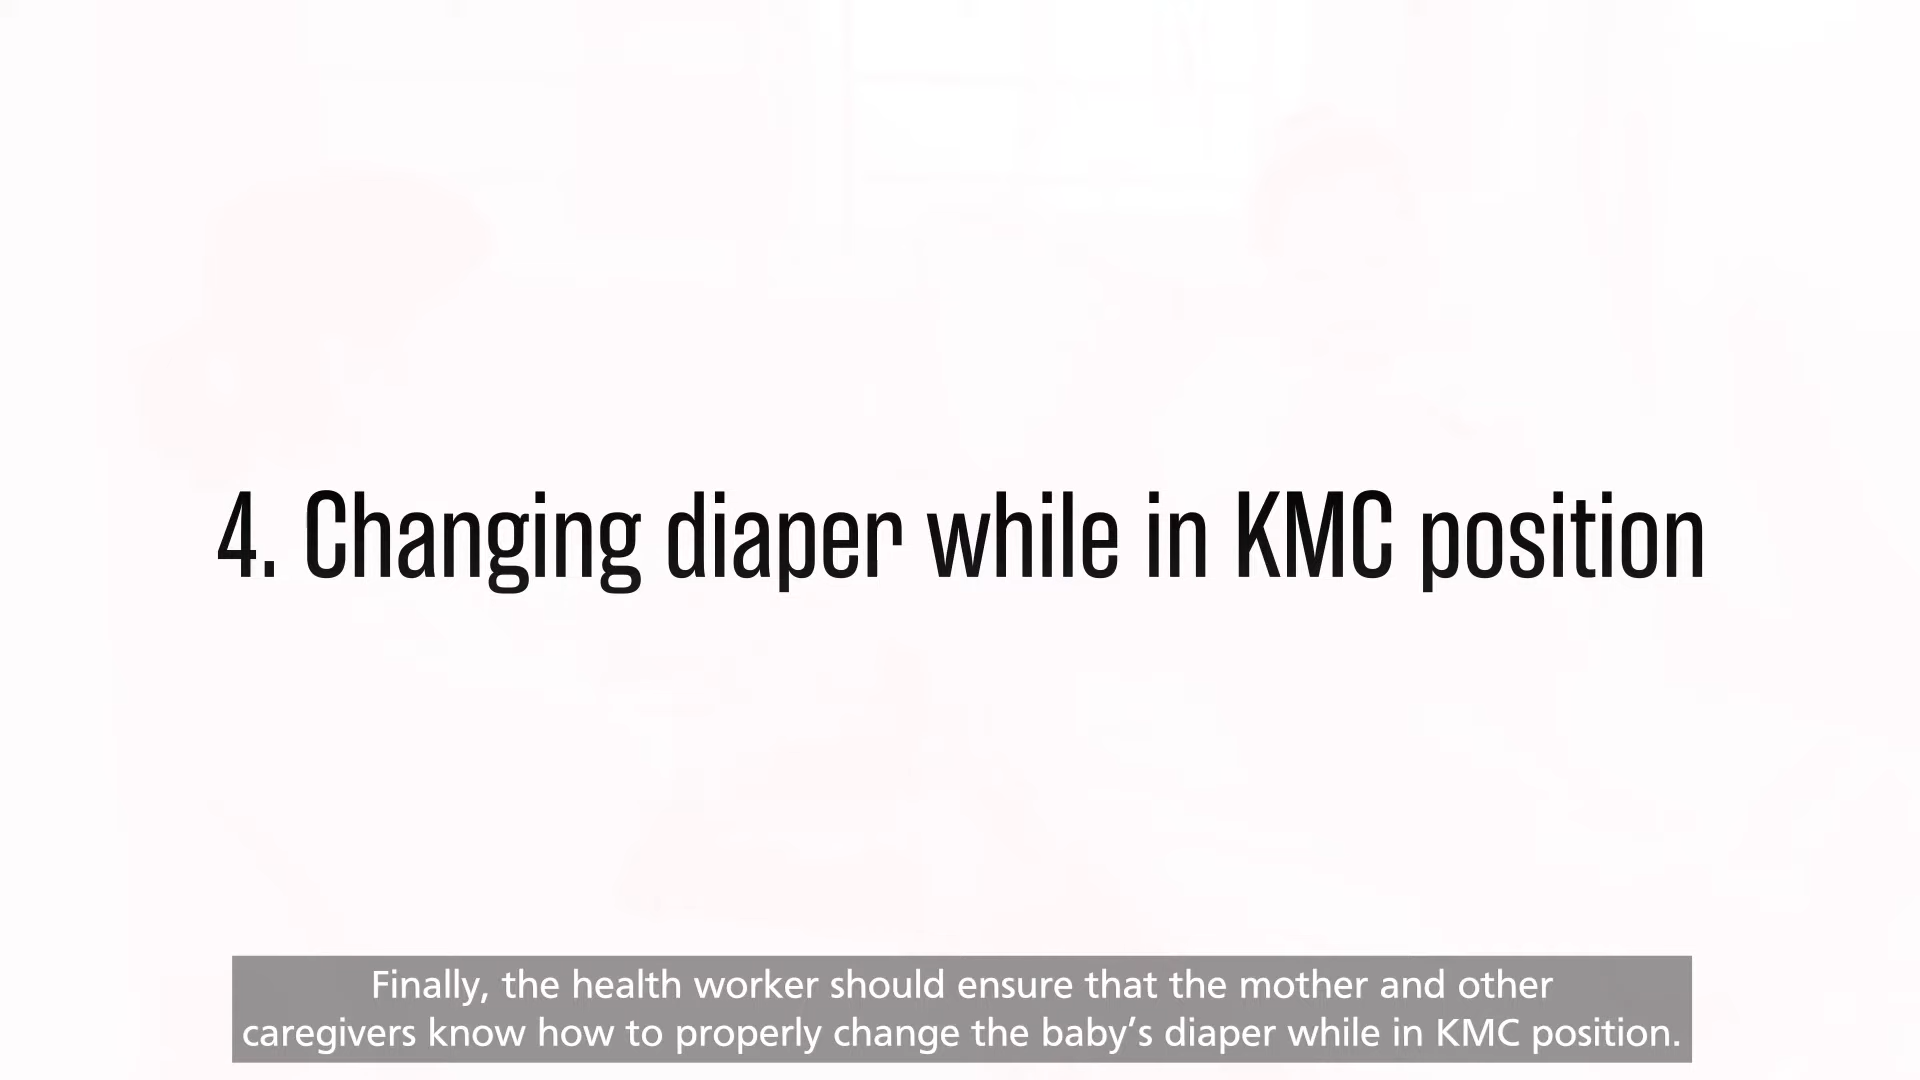 4. Changing diaper while in KMC position
Finally, the health worker should ensure that the mother and other
caregivers know how to properly change the baby’s diaper while in KMC position.